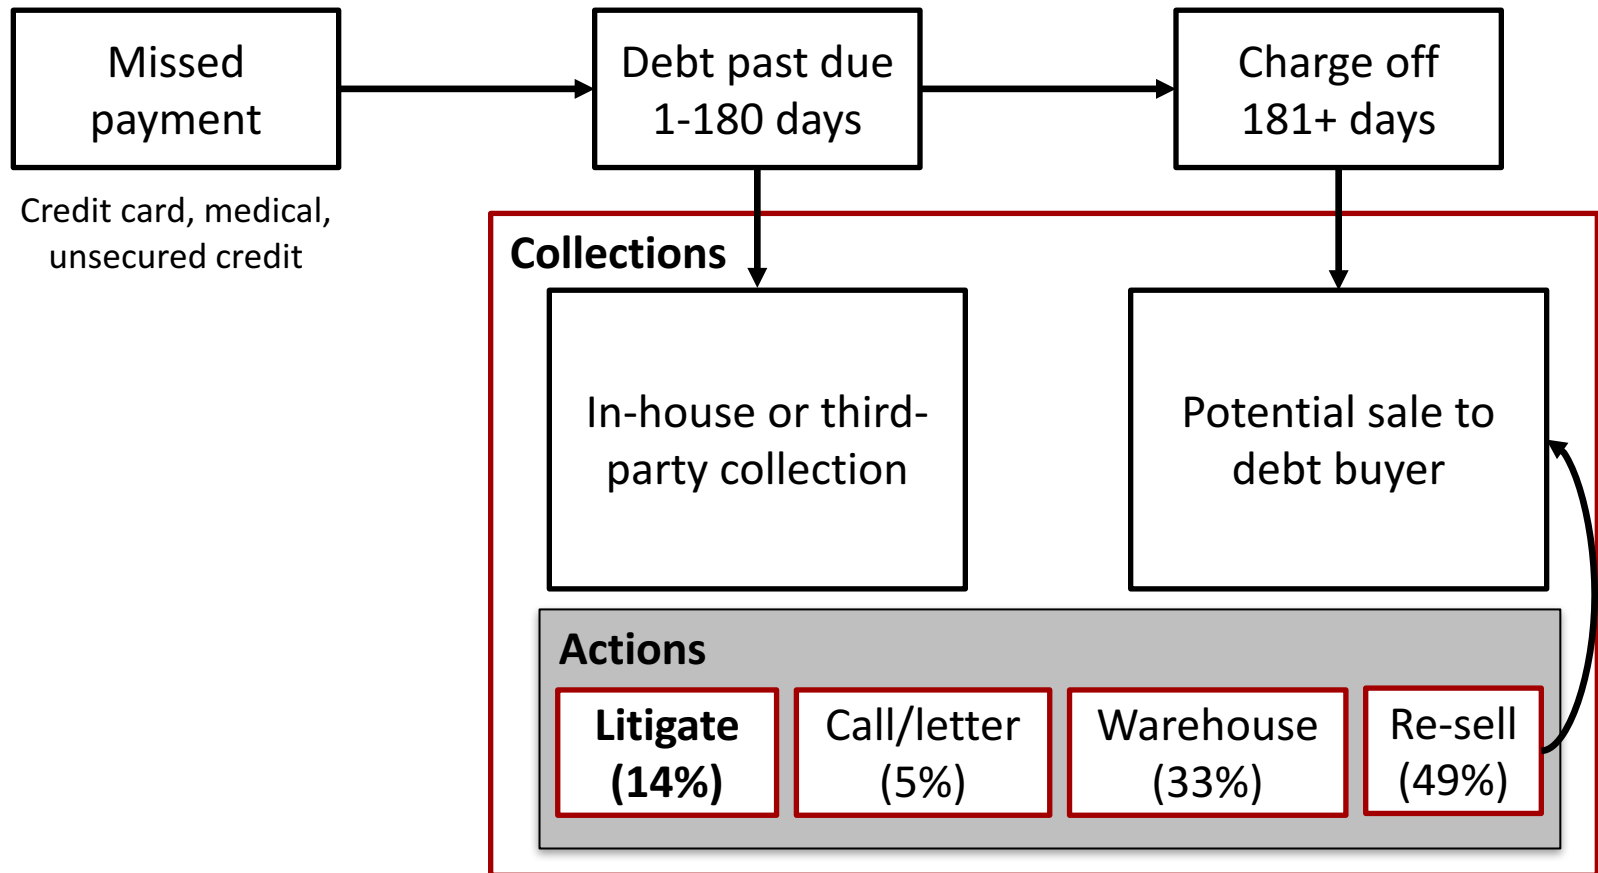 Missed
payment
Debt past due
1-180 days
Charge off
181+ days
Credit card, medical,
unsecured credit
Collections
In-house or third-
party collection
Potential sale to
debt buyer
Actions
Litigate
(14%)
Call/letter
(5%)
Warehouse
(33%)
Re-sell
(49%)